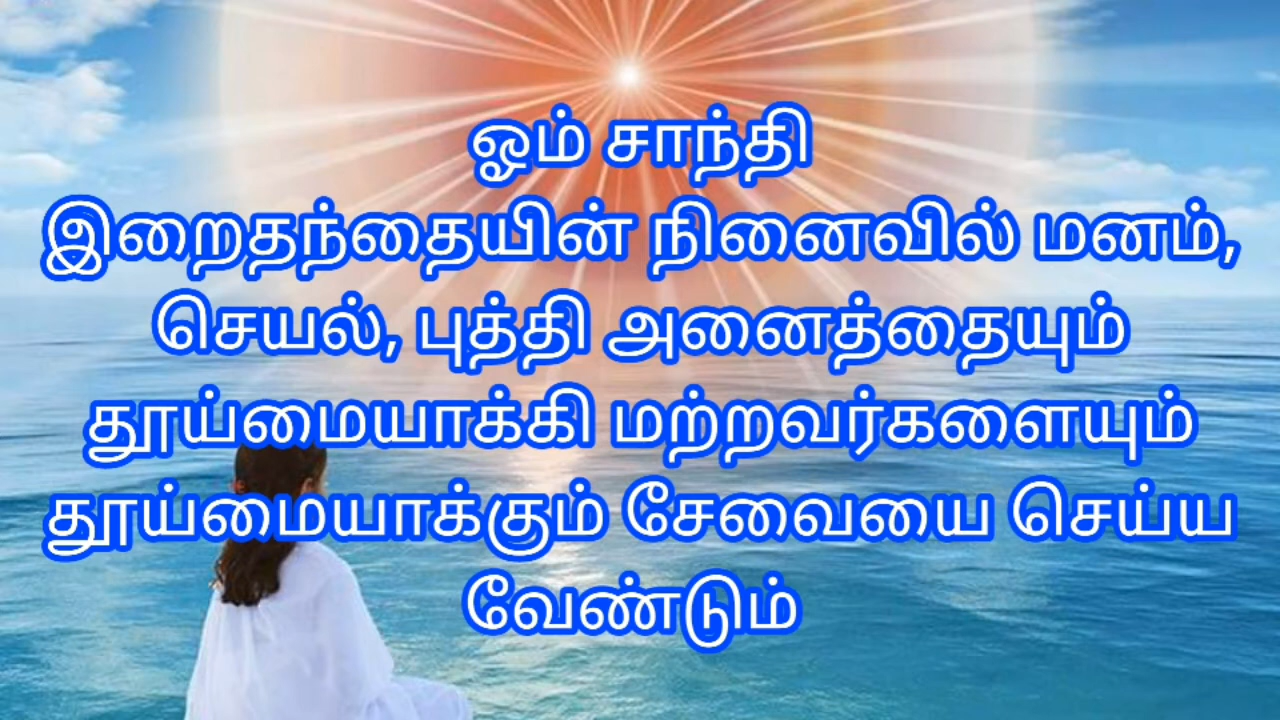 ஓம் சாந்தி
இறைதந்தையின் நினைவில் மனம்,
செயல், புத்தி அனைத்தையும்
தூய்மையாக்கி மற்றவர்களையும்
தூய்மையாக்கும் சேவையை செய்ய
வேண்டும்